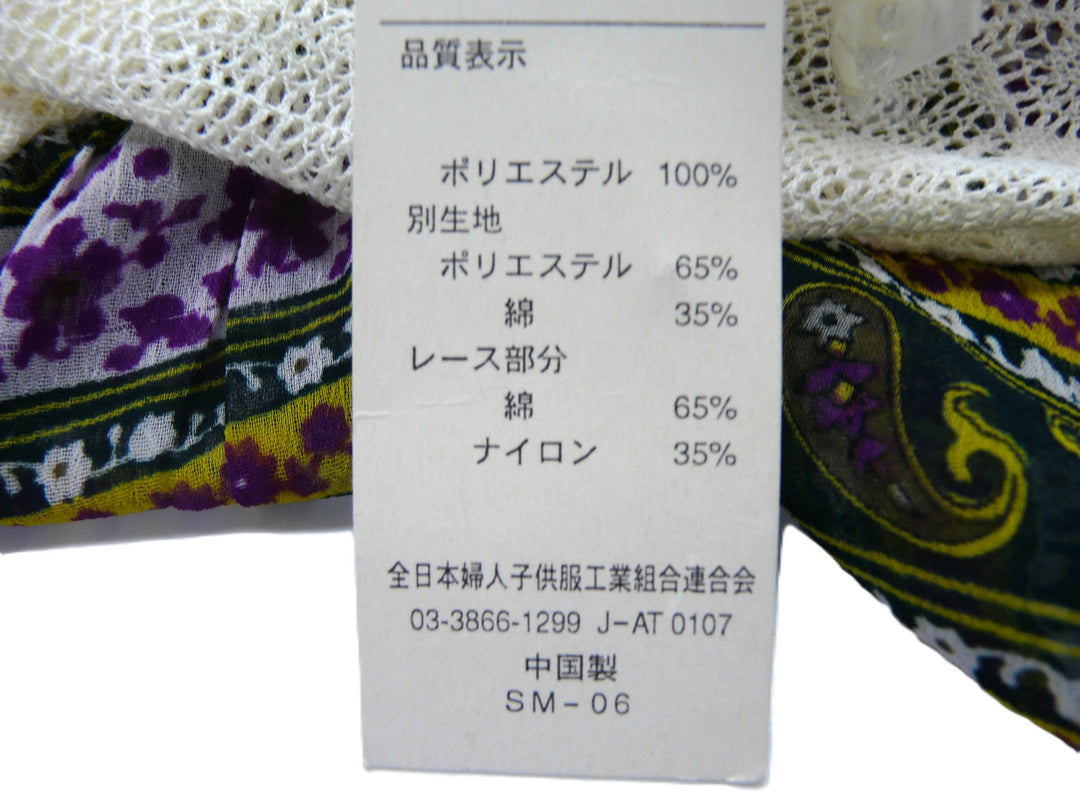 品質表示
ポリエステル 100%
別生地
ポリエステル 65%
綿 35%
レース部分
綿 65%
ナイロン 35%
全日本婦人子供服工業組合連合会
03-3866-1299 J-AT 0107
中国製
SM-06